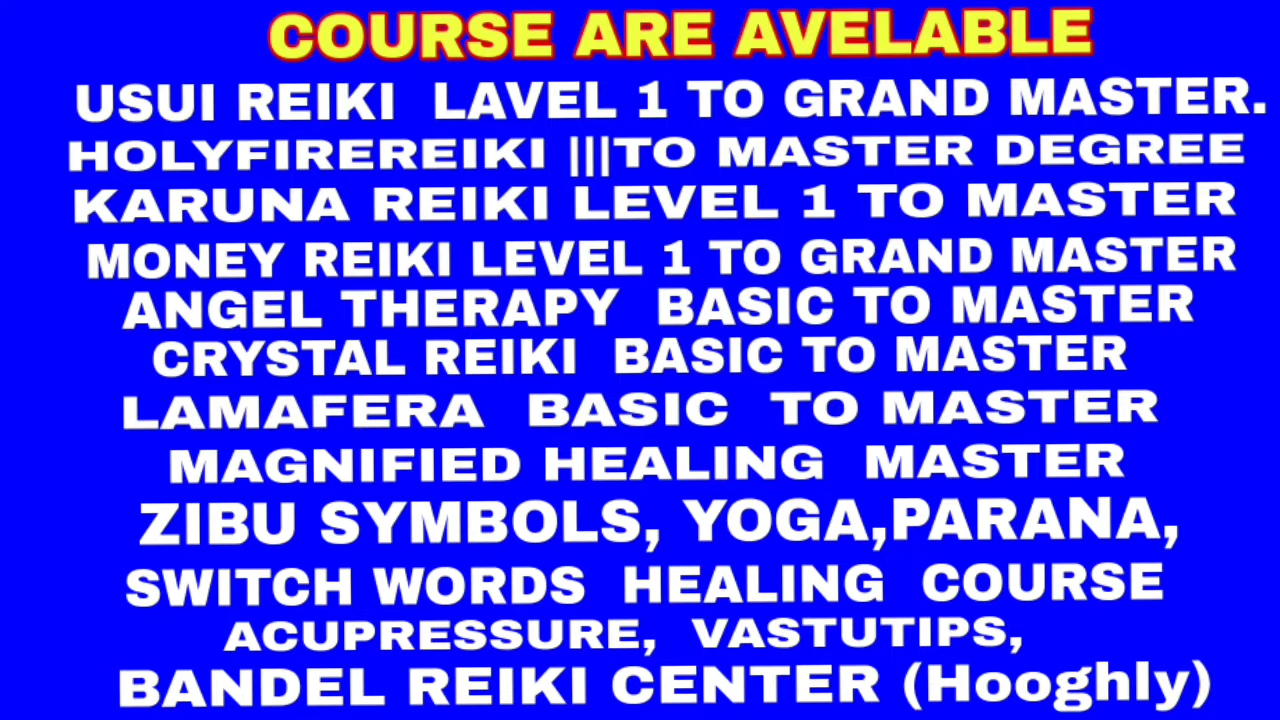 COURSE ARE AVELABLE
USUI REIKI LAVEL 1 TO GRAND MASTER.
HOLYFIREREIKI |||TO MASTER DEGREE
KARUNA REIKI LEVEL 1 TO MASTER
MONEY REIKI LEVEL 1 TO GRAND MASTER
ANGEL THERAPY BASIC TO MASTER
CRYSTAL REIKI BASIC TO MASTER
LAMAFERA BASIC TO MASTER
MAGNIFIED HEALING MASTER
ZIBU SYMBOLS, YOGA,PARANA,
SWITCH WORDS HEALING COURSE
ACUPRESSURE, VASTUTIPS,
BANDEL REIKI CENTER (Hooghly)